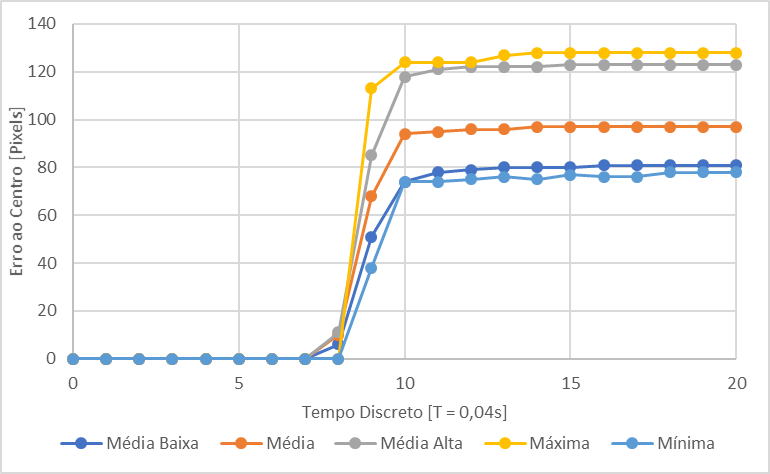 140
120
100
80
60
40
20
0
Erro ao Centro [Pixels]
0 5 10 15 20
Tempo Discreto [T = 0,04s]
Média Baixa Média Média Alta Máxima Mínima